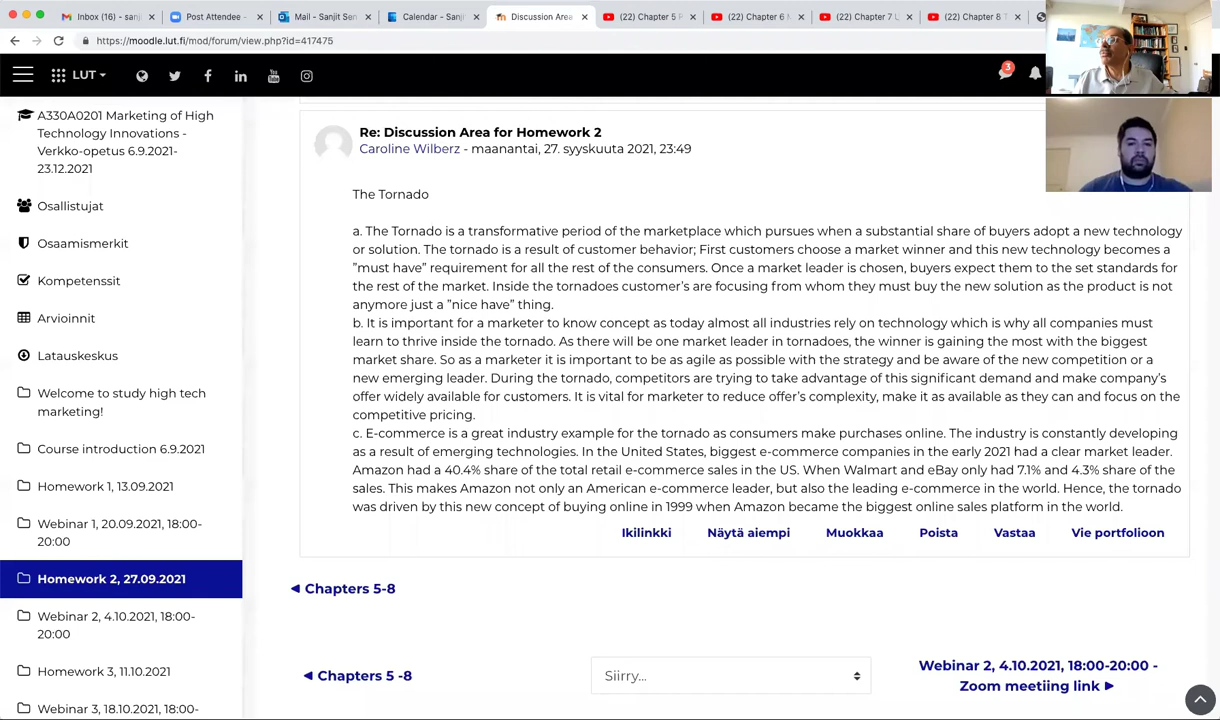 Inbox (16) - sanj
Post Attendee -
Mail - Sanjit Sen
Calendar - Sanji
Discussion Area
(22) Chapter 5 P
(22) Chapter 6 M
(22) Chapter 7 L
(22) Chapter 8 T
https://moodle.lut.fi/mod/forum/view.php?id=417475
LUT
3
A330A0201 Marketing of High
Technology Innovations -
Verkko-opetus 6.9.2021-
23.12.2021
Osallistujat
Osaamismerkit
Kompetenssit
Arvioinnit
Latauskeskus
Welcome to study high tech
marketing!
Course introduction 6.9.2021
Homework 1, 13.09.2021
Webinar 1, 20.09.2021, 18:00-
20:00
Homework 2, 27.09.2021
Webinar 2, 4.10.2021, 18:00-
20:00
Homework 3, 11.10.2021
Webinar 3, 18.10.2021, 18:00-
Re: Discussion Area for Homework 2
Caroline Wilberz - maanantai, 27. syyskuuta 2021, 23:49
The Tornado
a. The Tornado is a transformative period of the marketplace which pursues when a substantial share of buyers adopt a new technology
or solution. The tornado is a result of customer behavior; First customers choose a market winner and this new technology becomes a
”must have” requirement for all the rest of the consumers. Once a market leader is chosen, buyers expect them to the set standards for
the rest of the market. Inside the tornadoes customer’s are focusing from whom they must buy the new solution as the product is not
anymore just a ”nice have” thing.
b. It is important for a marketer to know concept as today almost all industries rely on technology which is why all companies must
learn to thrive inside the tornado. As there will be one market leader in tornadoes, the winner is gaining the most with the biggest
market share. So as a marketer it is important to be as agile as possible with the strategy and be aware of the new competition or a
new emerging leader. During the tornado, competitors are trying to take advantage of this significant demand and make company’s
offer widely available for customers. It is vital for marketer to reduce offer’s complexity, make it as available as they can and focus on the
competitive pricing.
c. E-commerce is a great industry example for the tornado as consumers make purchases online. The industry is constantly developing
as a result of emerging technologies. In the United States, biggest e-commerce companies in the early 2021 had a clear market leader.
Amazon had a 40.4% share of the total retail e-commerce sales in the US. When Walmart and eBay only had 7.1% and 4.3% share of the
sales. This makes Amazon not only an American e-commerce leader, but also the leading e-commerce in the world. Hence, the tornado
was driven by this new concept of buying online in 1999 when Amazon became the biggest online sales platform in the world.
Ikilinkki Näytä aiempi Muokkaa Poista Vastaa Vie portfolioon
◄ Chapters 5-8
◄ Chapters 5 -8
Siirry...
Webinar 2, 4.10.2021, 18:00-20:00 -
Zoom meetiing link ►